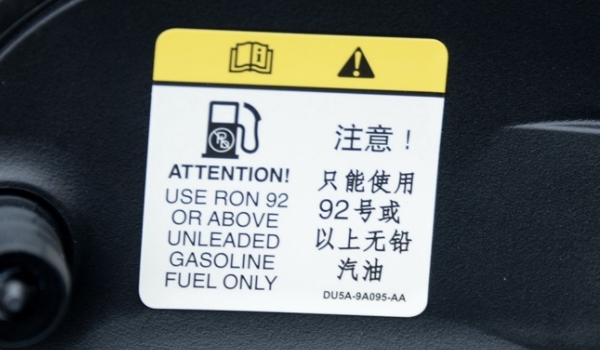 ATTENTION!
USE RON 92
OR ABOVE
UNLEADED
GASOLINE
FUEL ONLY
注意!
只能使用
92号或
以上无铅
汽油
DU5A-9A095-AA